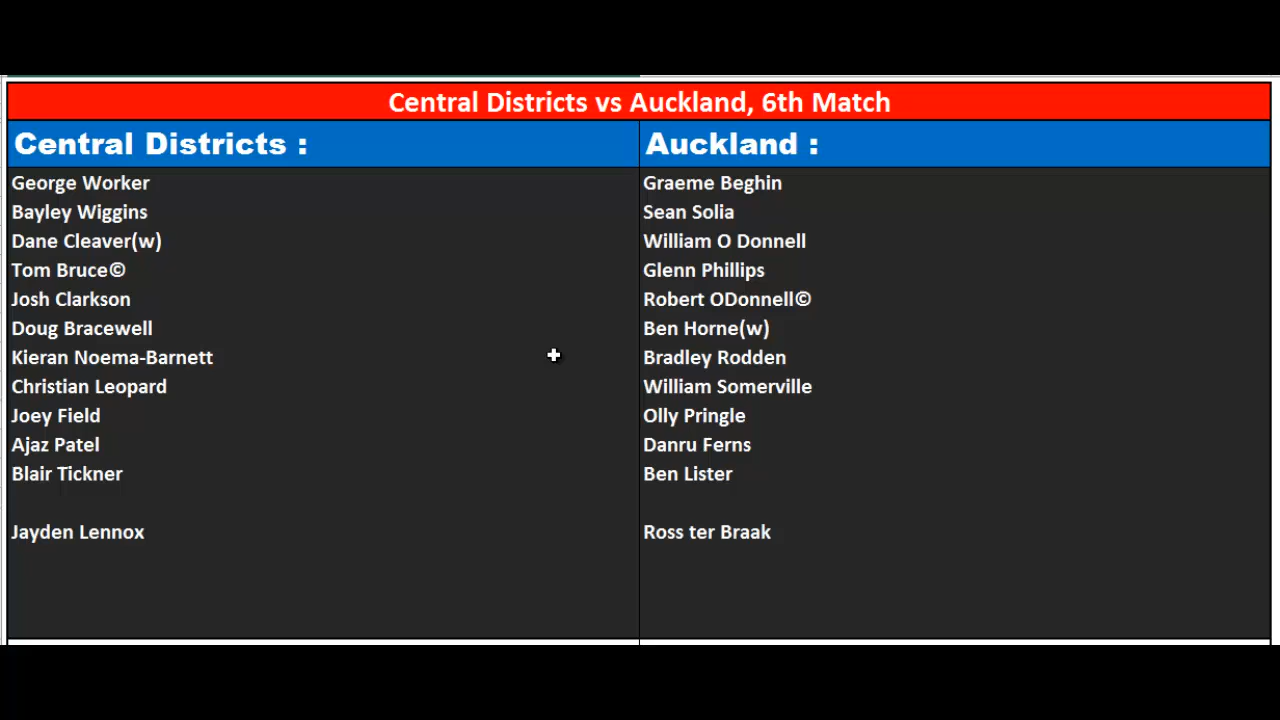 Central Districts vs Auckland, 6th Match
Central Districts :
George Worker
Bayley Wiggins
Dane Cleaver(w)
Tom Bruce©
Josh Clarkson
Doug Bracewell
Kieran Noema-Barnett
Christian Leopard
Joey Field
Ajaz Patel
Blair Tickner
Jayden Lennox
Auckland :
Graeme Beghin
Sean Solia
William O Donnell
Glenn Phillips
Robert ODonnell©
Ben Horne(w)
Bradley Rodden
William Somerville
Olly Pringle
Danru Ferns
Ben Lister
Ross ter Braak